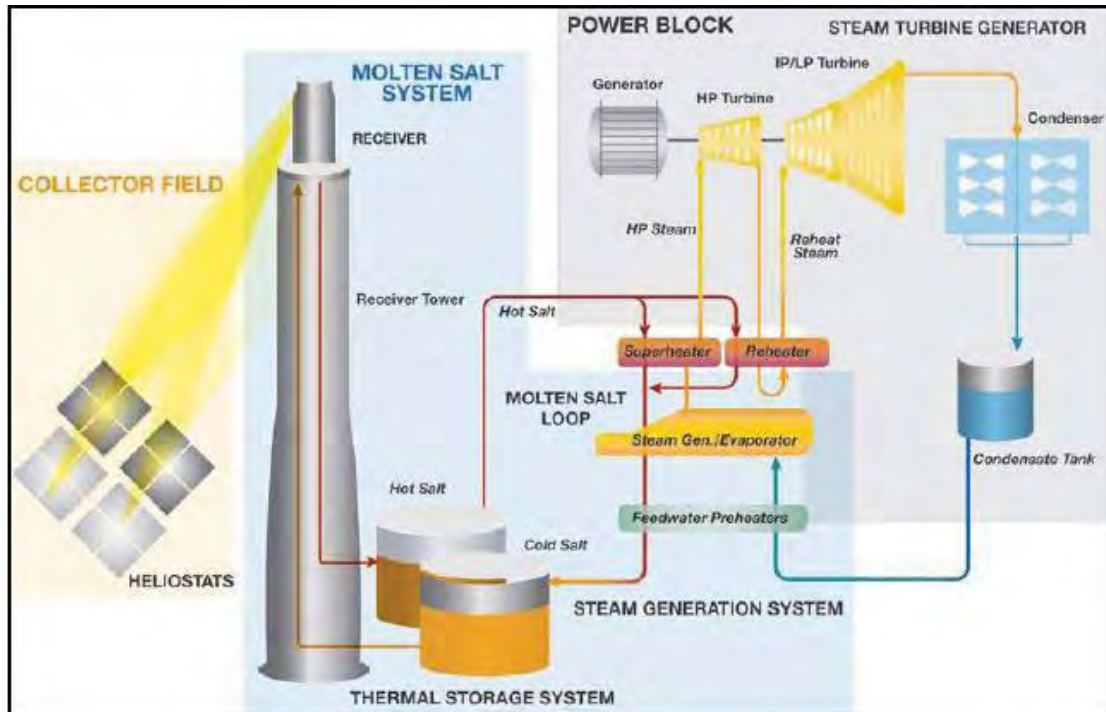 POWER BLOCK
STEAM TURBINE GENERATOR
IP/LP Turbine
Generator
HP Turbine
Condenser
MOLTEN SALT
SYSTEM
RECEIVER
COLLECTOR FIELD
HP Steam
Reheat
Steam
Receiver Tower
Hot Salt
Superheater
Reheater
MOLTEN SALT
LOOP
Steam Gen./Evaporator
Condensate Tank
Hot Salt
Feedwater Preheaters
Cold Salt
HELIOSTATS
STEAM GENERATION SYSTEM
THERMAL STORAGE SYSTEM